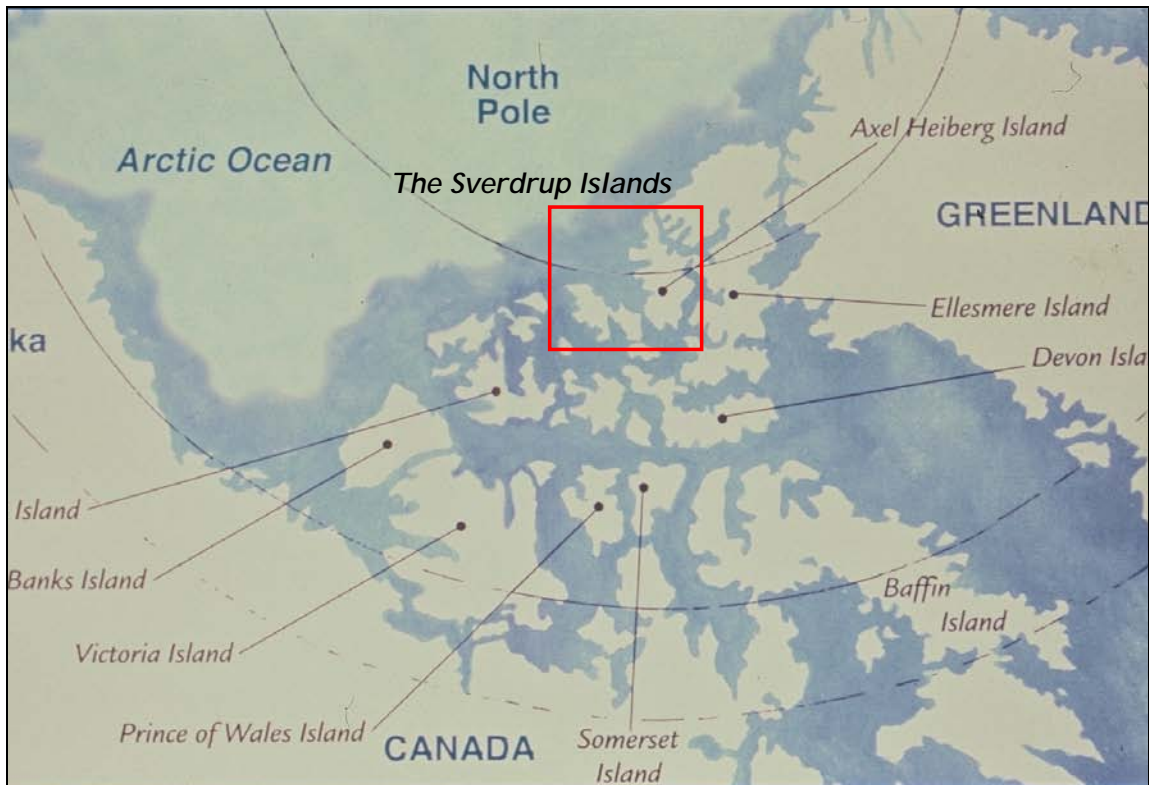 North
Pole
Axel Heiberg Island
Arctic Ocean
The Sverdrup Islands
GREENLAND
Ellesmere Island
ka
Devon Isla
Island
Banks Island
Baffin
Island
Victoria Island
Prince of Wales Island
CANADA
Somerset
Island